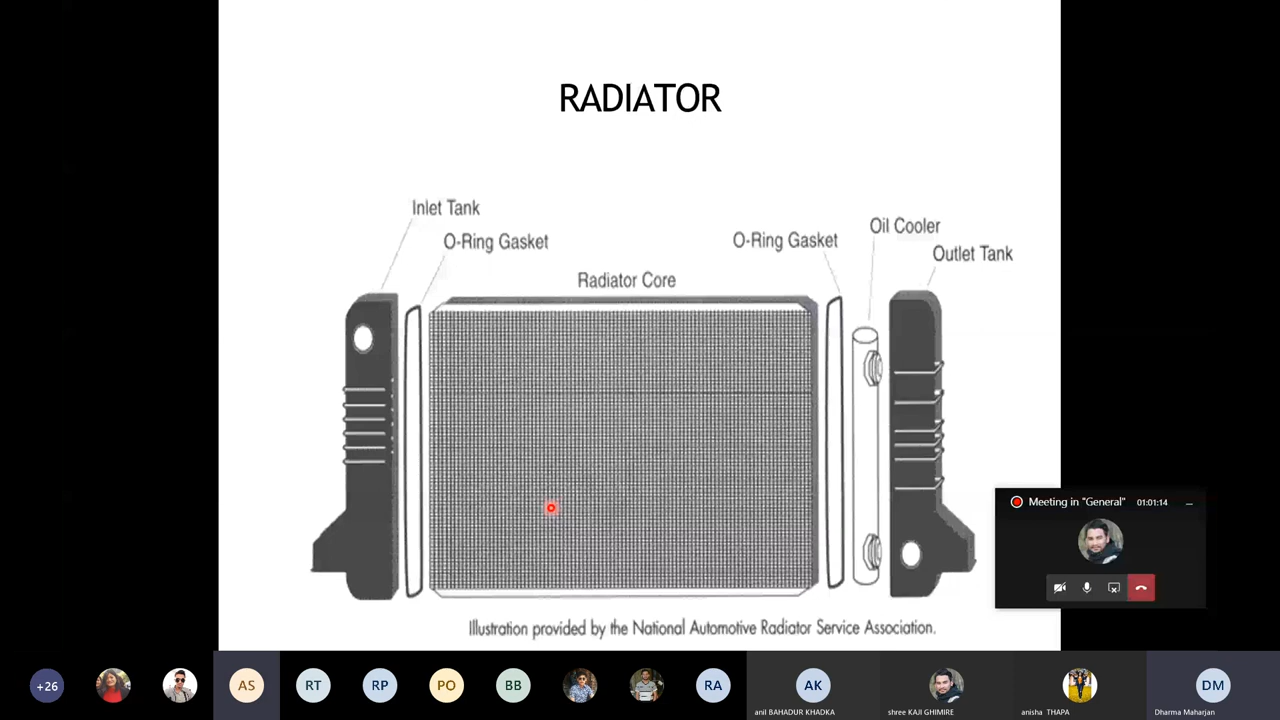 RADIATOR
Inlet Tank
O-Ring Gasket
O-Ring Gasket
Oil Cooler
Outlet Tank
Radiator Core
Meeting in "General" 01:01:14
Illustration provided by the National Automotive Radiator Service Association.
+26
AS
RT
RP
PO
BB
RA
AK
DM
anil BAHADUR KHADKA
shree KAJI GHIMIRE
anisha THAPA
Dharma Maharjan